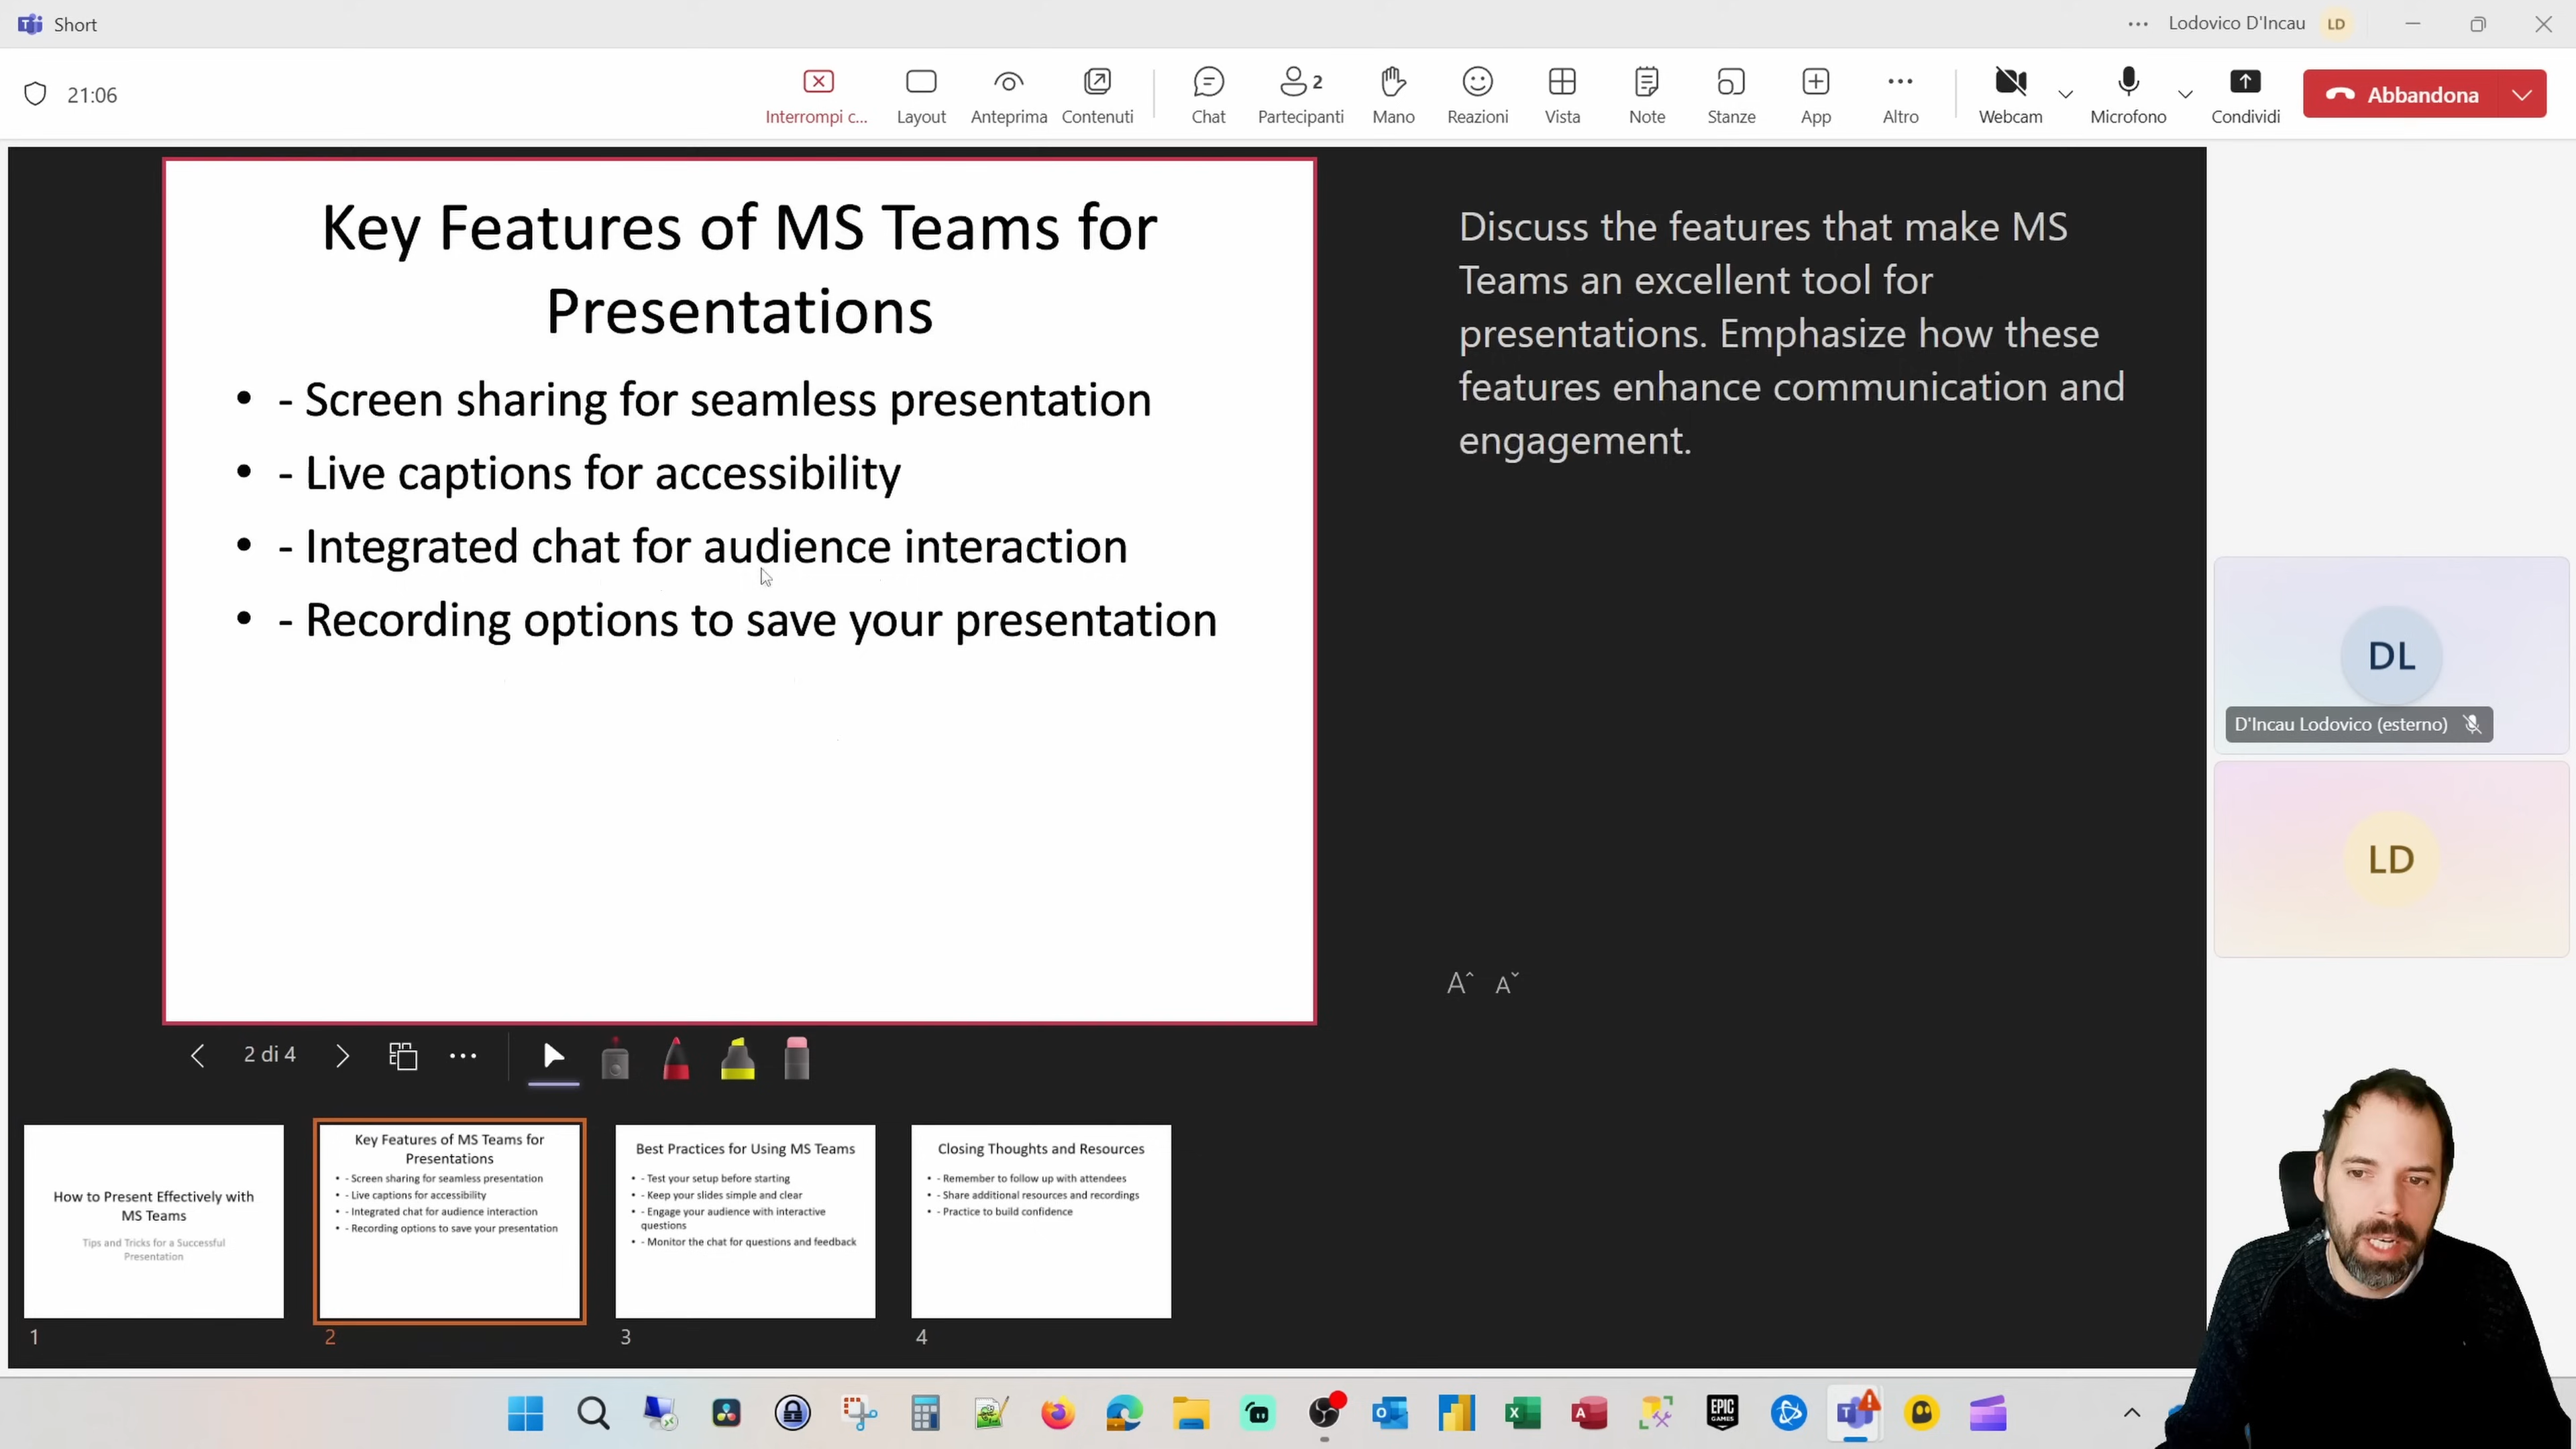 Short
Lodovico D'Incau LD
21:06
Interrompi c...
Layout
Anteprima
Contenuti
Chat
2
Partecipanti
Mano
Reazioni
Vista
Note
Stanze
App
Altro
Webcam
Microfono
Condividi
Abbandona
Key Features of MS Teams for
Presentations
• - Screen sharing for seamless presentation
• - Live captions for accessibility
• - Integrated chat for audience interaction
• - Recording options to save your presentation
Discuss the features that make MS
Teams an excellent tool for
presentations. Emphasize how these
features enhance communication and
engagement.
A A
DL
D'Incau Lodovico (esterno)
LD
2 di 4
How to Present Effectively with
MS Teams
Tips and Tricks for a Successful
Presentation
1
Key Features of MS Teams for
Presentations
• - Screen sharing for seamless presentation
• - Live captions for accessibility
• - Integrated chat for audience interaction
• - Recording options to save your presentation
2
Best Practices for Using MS Teams
• - Test your setup before starting
• - Keep your slides simple and clear
• - Engage your audience with interactive
questions
• - Monitor the chat for questions and feedback
3
Closing Thoughts and Resources
• - Remember to follow up with attendees
• - Share additional resources and recordings
• - Practice to build confidence
4
EPIC
GAMES